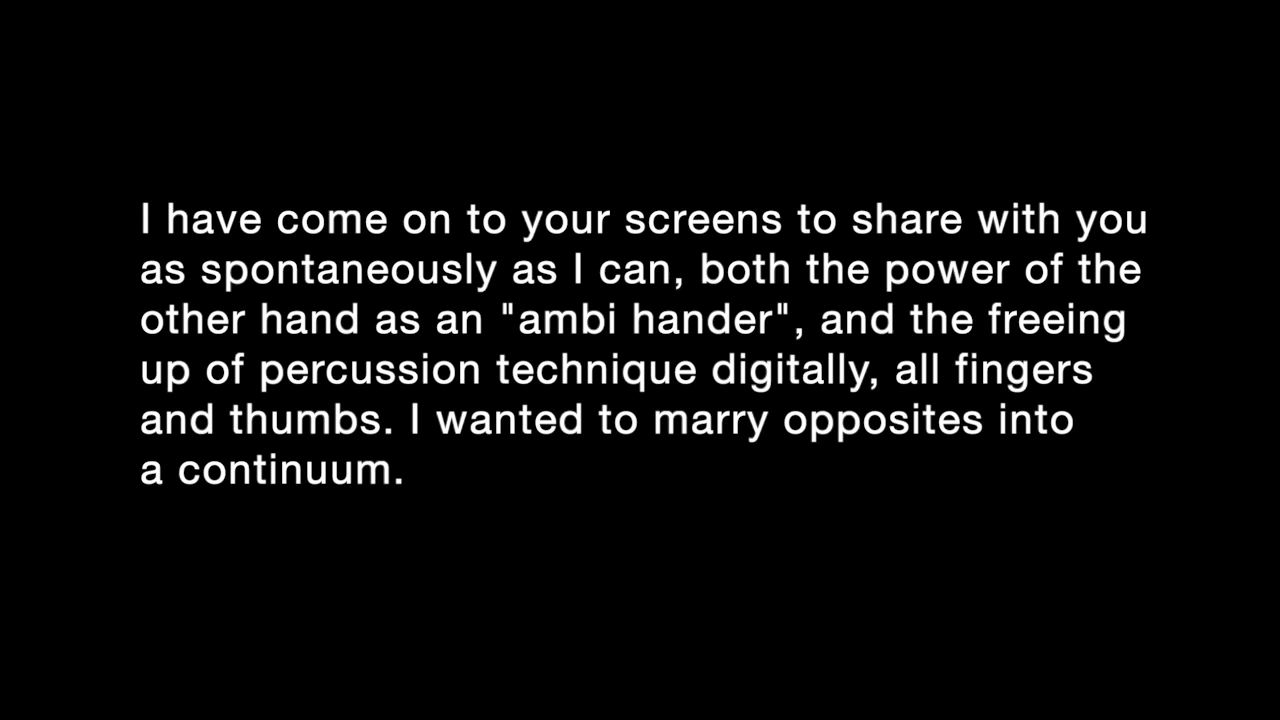 I have come on to your screens to share with you
as spontaneously as I can, both the power of the
other hand as an "ambi hander", and the freeing
up of percussion technique digitally, all fingers
and thumbs. I wanted to marry opposites into
a continuum.